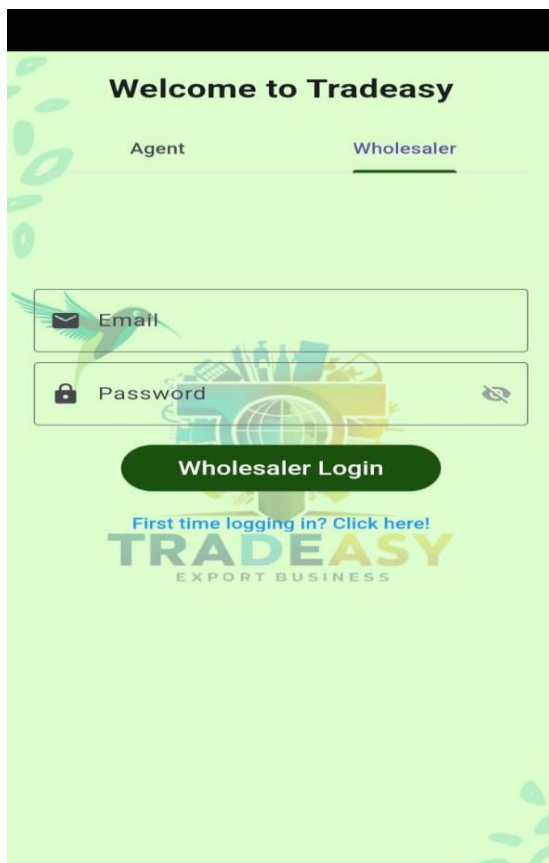 Welcome to Tradeasy
Agent Wholesaler
Email
Password
Wholesaler Login
First time logging in? Click here!
TRADEASY
EXPORT BUSINESS